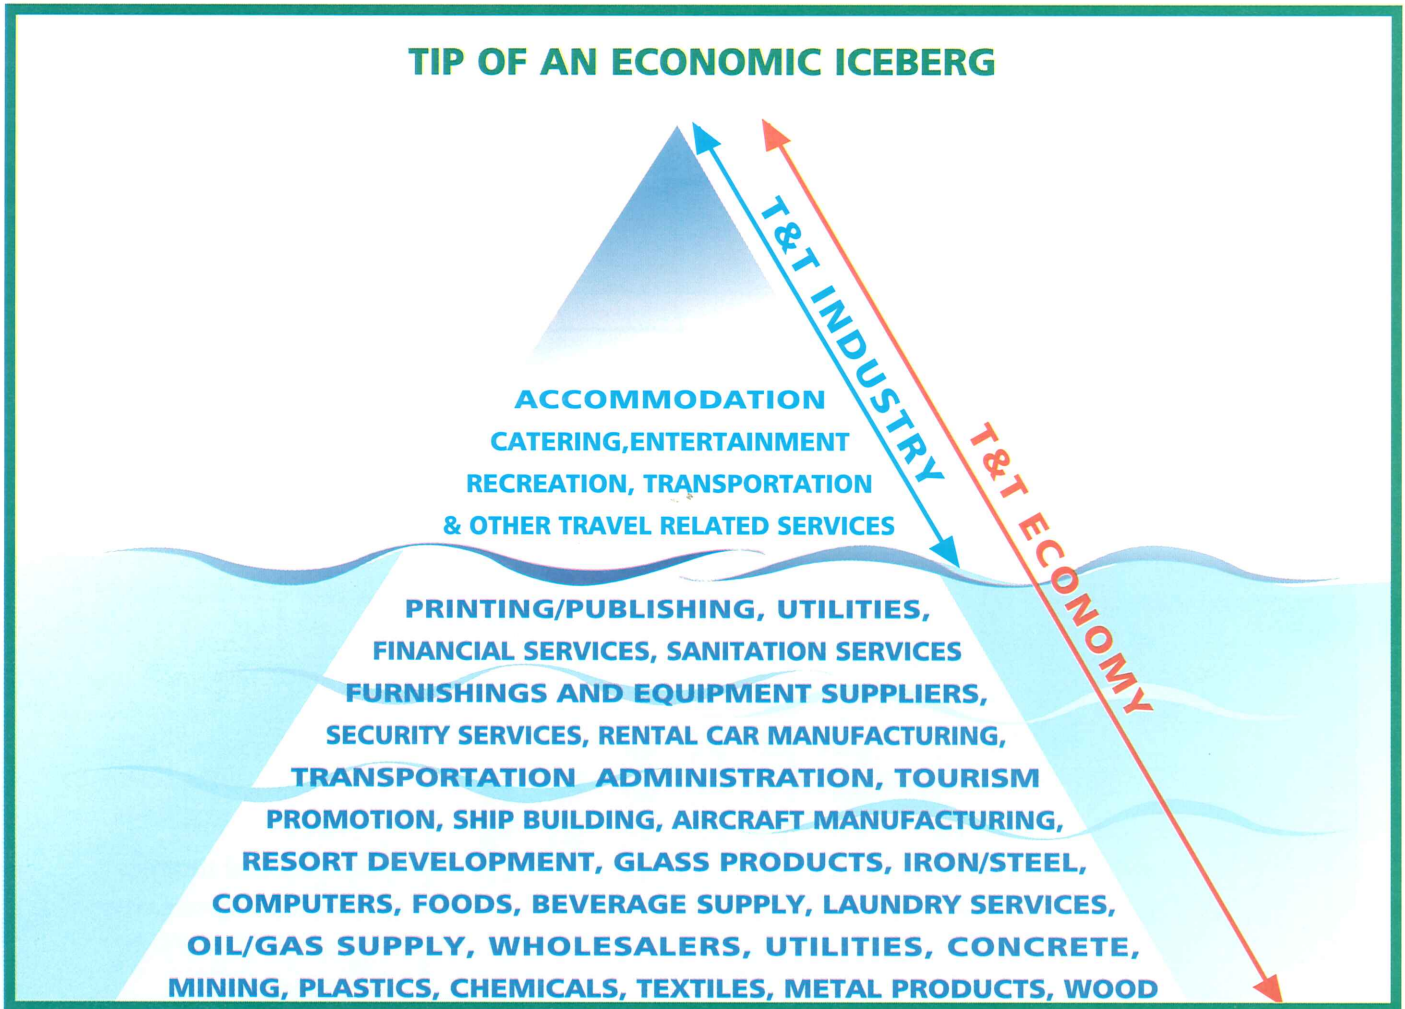 TIP OF AN ECONOMIC ICEBERG
T&T INDUSTRY
T&T ECONOMY
ACCOMMODATION
CATERING,ENTERTAINMENT
RECREATION, TRANSPORTATION
& OTHER TRAVEL RELATED SERVICES
PRINTING/PUBLISHING, UTILITIES,
FINANCIAL SERVICES, SANITATION SERVICES
FURNISHINGS AND EQUIPMENT SUPPLIERS,
SECURITY SERVICES, RENTAL CAR MANUFACTURING,
TRANSPORTATION ADMINISTRATION, TOURISM
PROMOTION, SHIP BUILDING, AIRCRAFT MANUFACTURING,
RESORT DEVELOPMENT, GLASS PRODUCTS, IRON/STEEL,
COMPUTERS, FOODS, BEVERAGE SUPPLY, LAUNDRY SERVICES,
OIL/GAS SUPPLY, WHOLESALERS, UTILITIES, CONCRETE,
MINING, PLASTICS, CHEMICALS, TEXTILES, METAL PRODUCTS, WOOD